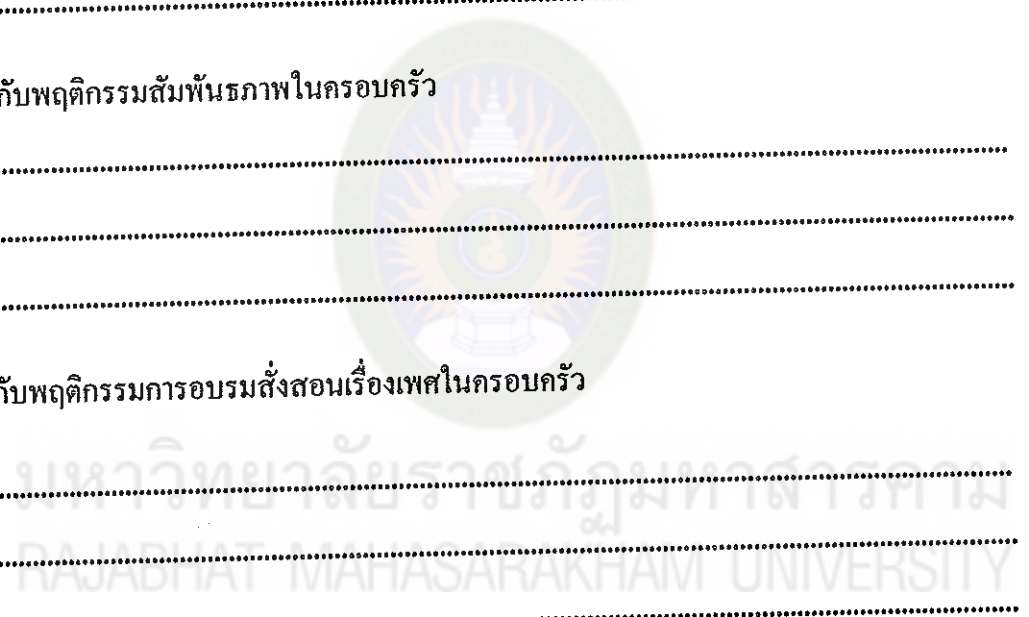 กับพฤติกรรมสัมพันธภาพในครอบครัว
กับพฤติกรรมการอบรมสั่งสอนเรื่องเพศในครอบครัว
มหาวิทยาลัยราชภัฏมหาสารคาม
RAJABHAT MAHASARAKHAM UNIVERSITY